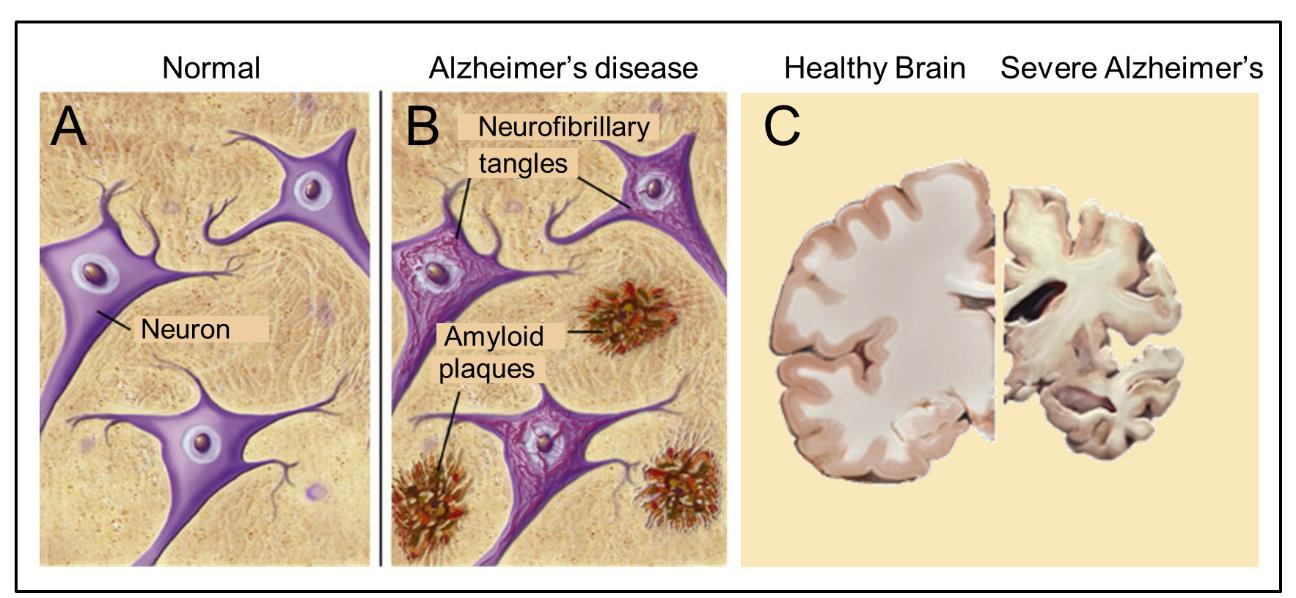 Normal
Alzheimer's disease
Healthy Brain
Severe Alzheimer's
A
Neuron
B
Neurofibrillary
tangles
Amyloid
plaques
C